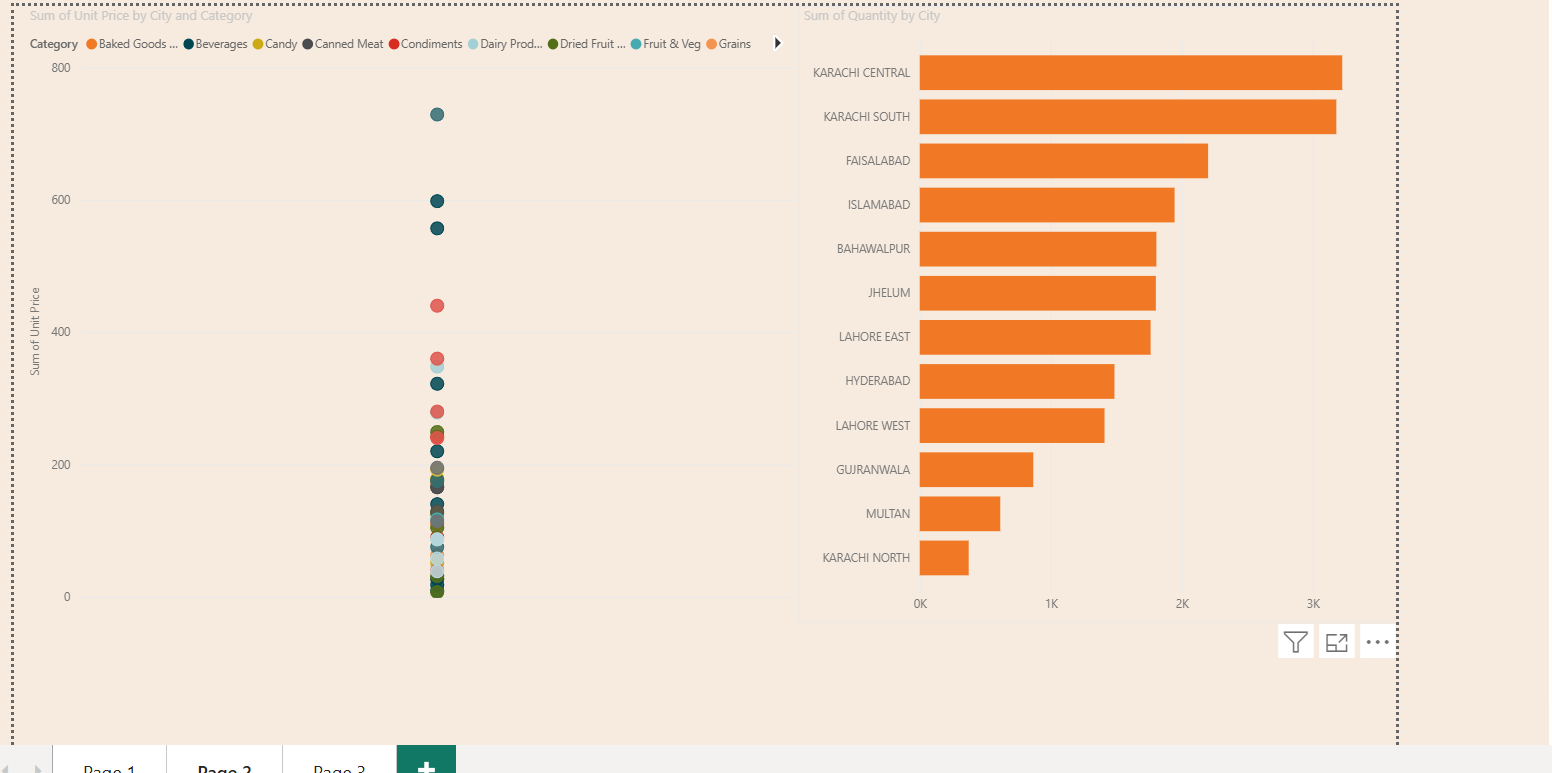 Sum of Unit Price by City and Category
Category Baked Goods ... Beverages Candy Canned Meat Condiments Dairy Prod... Dried Fruit ... Fruit & Veg Grains
800
600
400
200
0
Sum of Unit Price
Sum of Quantity by City
KARACHI CENTRAL
KARACHI SOUTH
FAISALABAD
ISLAMABAD
BAHAWALPUR
JHELUM
LAHORE EAST
HYDERABAD
LAHORE WEST
GUJRANWALA
MULTAN
KARACHI NORTH
0K 1K 2K 3K
Page 1 Page 2 Page 3